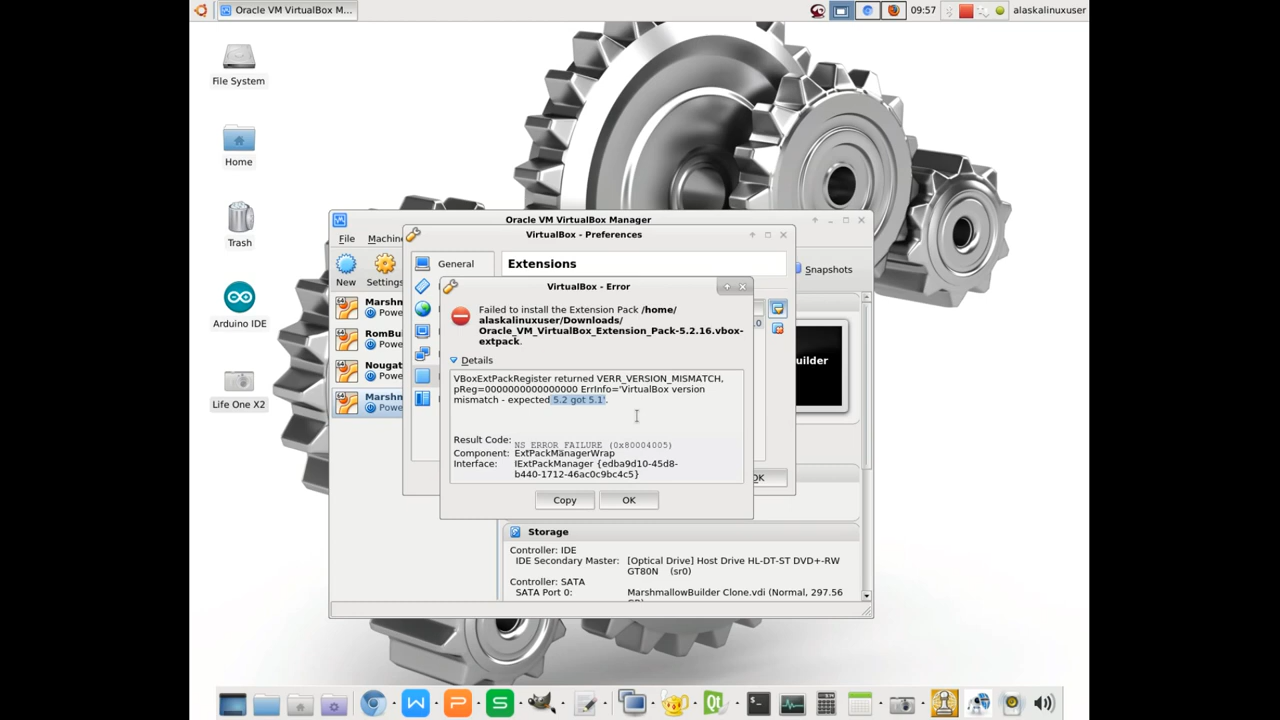 Oracle VM VirtualBox M...
09:57
alaskalinuxuser
File System
Home
Trash
Arduino IDE
Life One X2
Oracle VM VirtualBox Manager
File
Machine
New
Settings
Snapshots
Marshm
Powe
RomBu
Powe
Nougat
Powe
Marshm
Powe
uilder
VirtualBox - Preferences
General
Extensions
OK
VirtualBox - Error
Failed to install the Extension Pack /home/
alaskalinuxuser/Downloads/
Oracle_VM_VirtualBox_Extension_Pack-5.2.16.vbox-
extpack.
Details
VBoxExtPackRegister returned VERR_VERSION_MISMATCH,
pReg=0000000000000000 ErrInfo='VirtualBox version
mismatch - expected 5.2 got 5.1'.
Result Code: NS_ERROR_FAILURE (0x80004005)
Component: ExtPackManagerWrap
Interface: IExtPackManager {edba9d10-45d8-
b440-1712-46ac0c9bc4c5}
Copy
OK
Storage
Controller: IDE
IDE Secondary Master: [Optical Drive] Host Drive HL-DT-ST DVD+-RW
GT80N (sr0)
Controller: SATA
SATA Port 0: MarshmallowBuilder Clone.vdi (Normal, 297.56